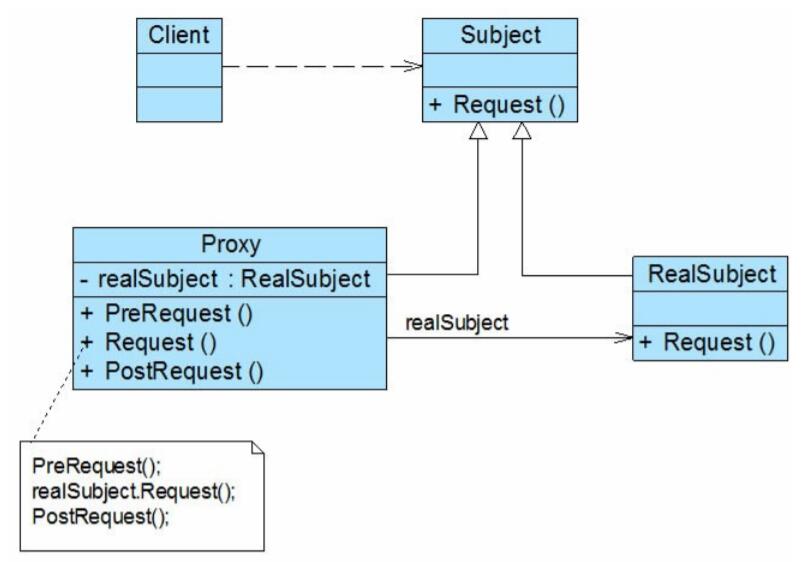 Client
Subject
+ Request ()
Proxy
- realSubject : RealSubject
+ PreRequest ()
+ Request ()
+ PostRequest ()
realSubject
RealSubject
+ Request ()
PreRequest();
realSubject.Request();
PostRequest();